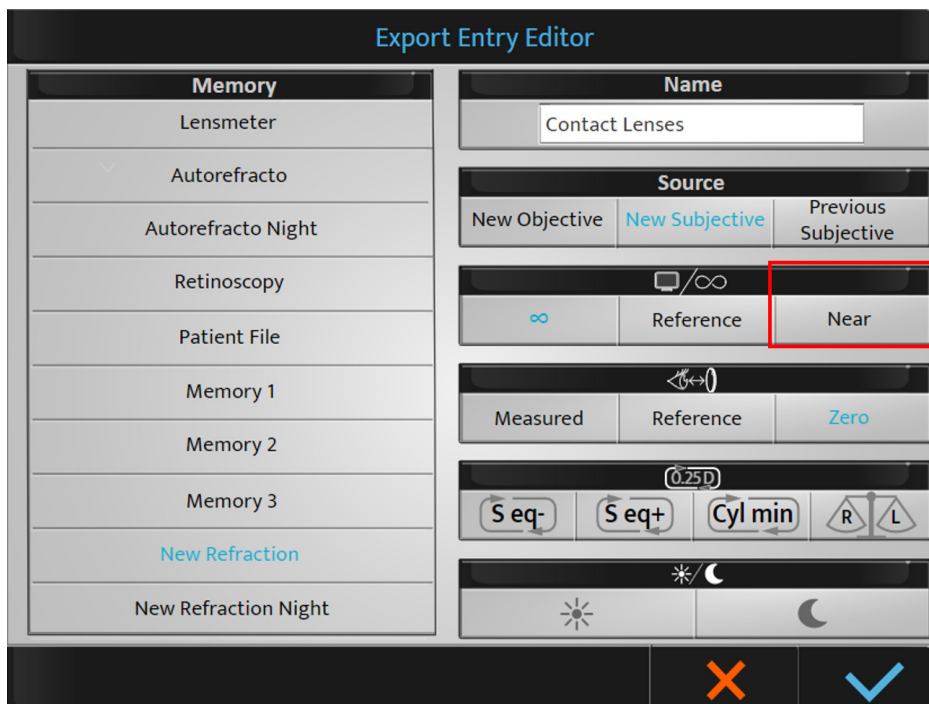 Export Entry Editor
Memory
Lensmeter
Autorefracto
Autorefracto Night
Retinoscopy
Patient File
Memory 1
Memory 2
Memory 3
New Refraction
New Refraction Night
Name
Contact Lenses
Source
New Objective
New Subjective
Previous
Subjective
/∞
∞
Reference
Near
Measured
Reference
Zero
0.25D
S eq-
S eq+
Cyl min
R
L